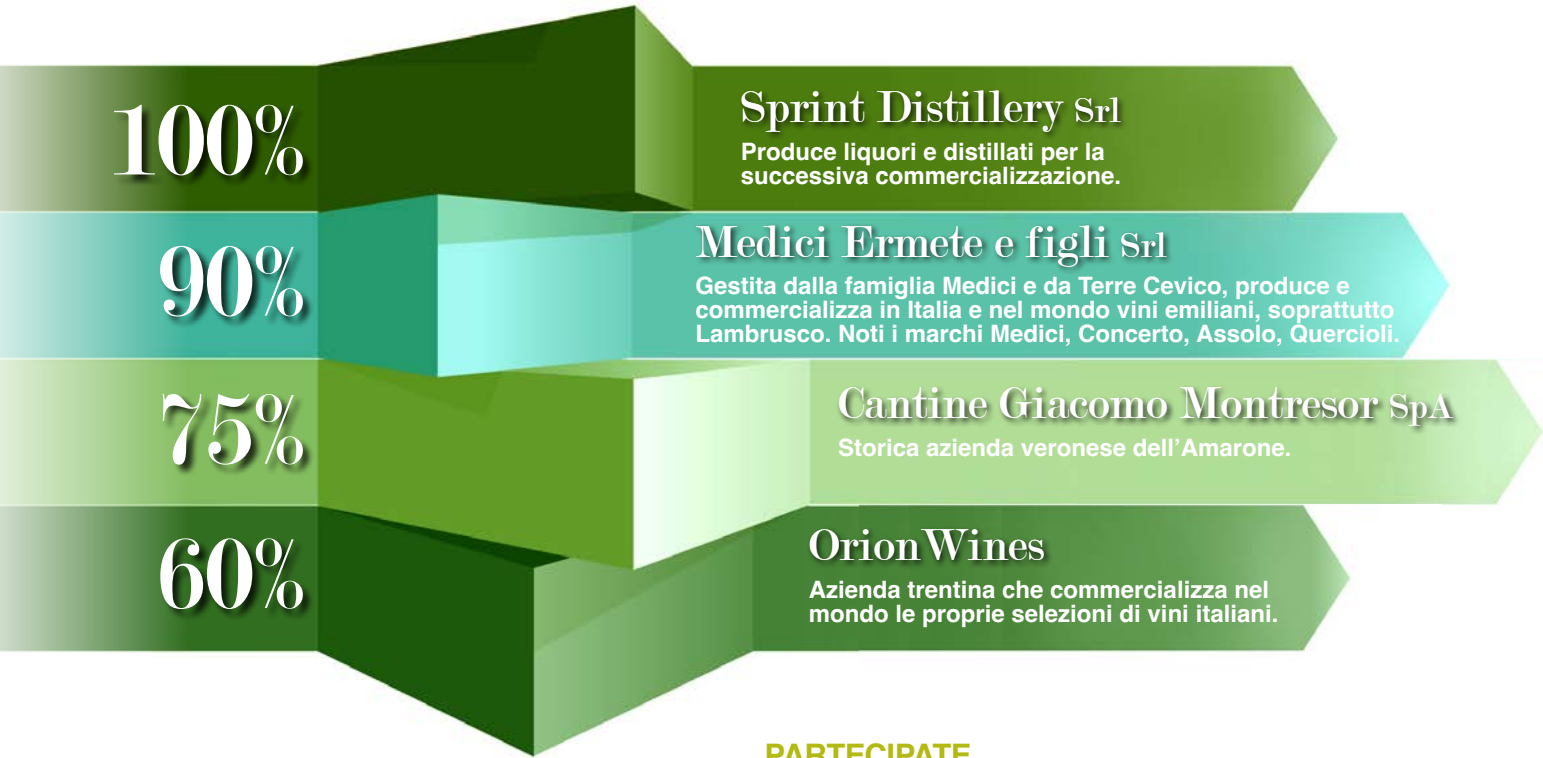 100%
Sprint Distillery Srl
Produce liquori e distillati per la
successiva commercializzazione.
90%
Medici Ermete e figli Srl
Gestita dalla famiglia Medici e da Terre Cevico, produce e
commercializza in Italia e nel mondo vini emiliani, soprattutto
Lambrusco. Noti i marchi Medici, Concerto, Assolo, Quercioli.
75%
Cantine Giacomo Montresor SpA
Storica azienda veronese dell’Amarone.
60%
Orion Wines
Azienda trentina che commercializza nel
mondo le proprie selezioni di vini italiani.
PARTECIPATE